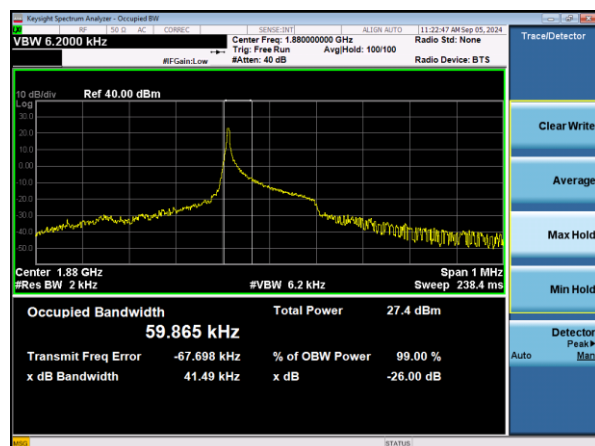 Keysight Spectrum Analyzer - Occupied BW
RF 50 Ω AC CORREC SENSE:INT ALIGN AUTO 11:22:47 AM Sep 05, 2024
VBW 6.2000 kHz Center Freq: 1.880000000 GHz Radio Std: None Trace/Detector
Trig: Free Run Avg|Hold: 100/100
#IFGain:Low #Atten: 40 dB Radio Device: BTS
10 dB/div Ref 40.00 dBm
Log
30.0
20.0
10.0
0.00
-10.0
-20.0
-30.0
-40.0
-50.0
Clear Write
Average
Max Hold
Min Hold
Detector
Peak▶
Auto Man
Center 1.88 GHz Span 1 MHz
#Res BW 2 kHz #VBW 6.2 kHz Sweep 238.4 ms
Occupied Bandwidth Total Power 27.4 dBm
59.865 kHz
Transmit Freq Error -67.698 kHz % of OBW Power 99.00 %
x dB Bandwidth 41.49 kHz x dB -26.00 dB
MSG STATUS